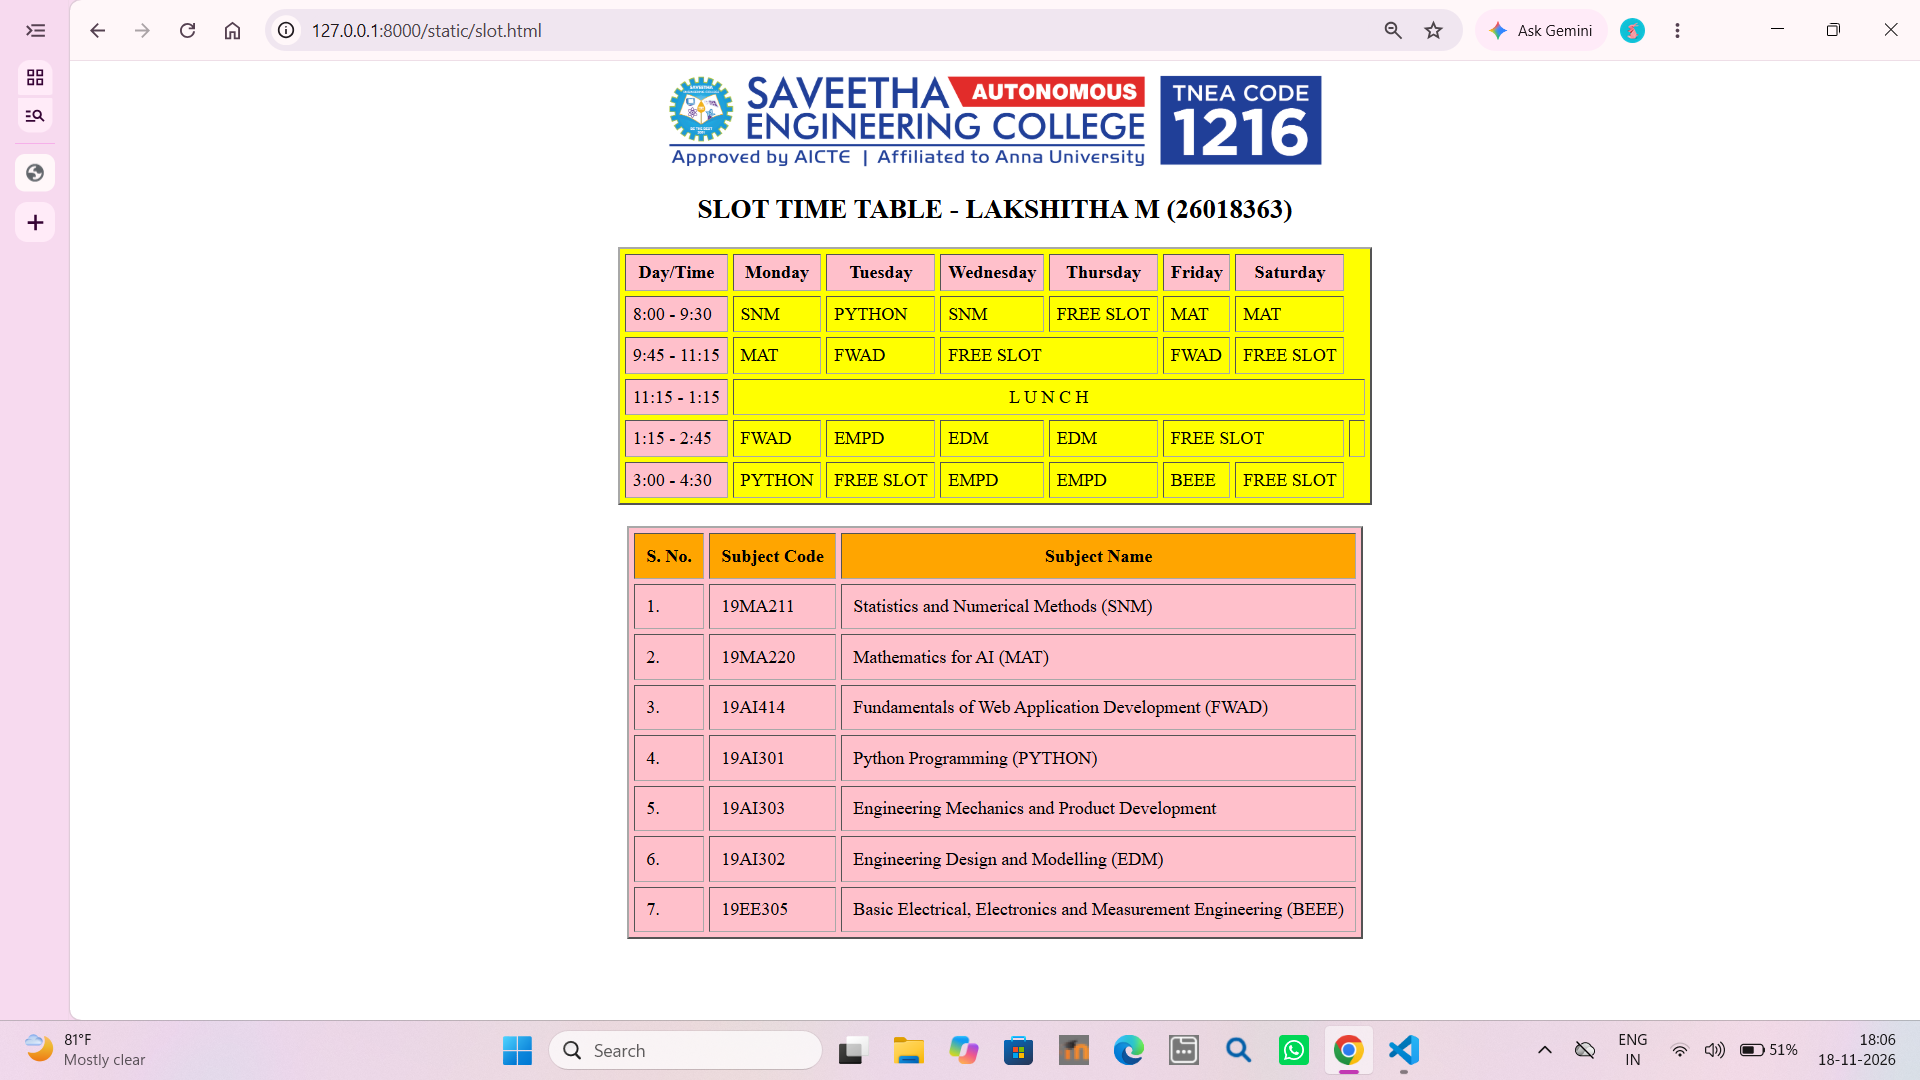 127.0.0.1:8000/static/slot.html
Ask Gemini
SAVEETHA AUTONOMOUS
ENGINEERING COLLEGE
Approved by AICTE | Affiliated to Anna University
TNEA CODE
1216
SLOT TIME TABLE - LAKSHITHA M (26018363)
Day/Time Monday Tuesday Wednesday Thursday Friday Saturday
8:00 - 9:30 SNM PYTHON SNM FREE SLOT MAT MAT
9:45 - 11:15 MAT FWAD FREE SLOT FWAD FREE SLOT
11:15 - 1:15 L U N C H
1:15 - 2:45 FWAD EMPD EDM EDM FREE SLOT
3:00 - 4:30 PYTHON FREE SLOT EMPD EMPD BEEE FREE SLOT
S. No. Subject Code Subject Name
1. 19MA211 Statistics and Numerical Methods (SNM)
2. 19MA220 Mathematics for AI (MAT)
3. 19AI414 Fundamentals of Web Application Development (FWAD)
4. 19AI301 Python Programming (PYTHON)
5. 19AI303 Engineering Mechanics and Product Development
6. 19AI302 Engineering Design and Modelling (EDM)
7. 19EE305 Basic Electrical, Electronics and Measurement Engineering (BEEE)
81°F
Mostly clear
Search
ENG
IN
51%
18:06
18-11-2026